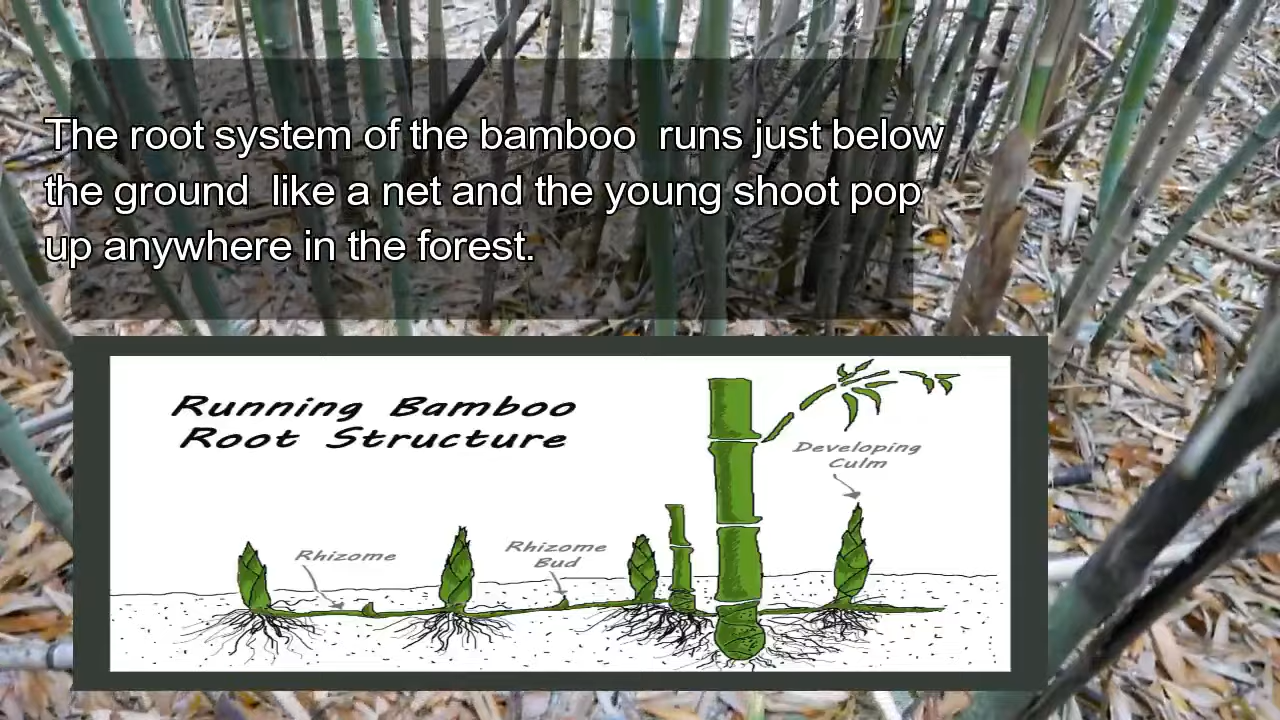 The root system of the bamboo  runs just below
the ground  like a net and the young shoot pop
up anywhere in the forest.
Running Bamboo
Root Structure
Developing
Culm
Rhizome
Rhizome
Bud